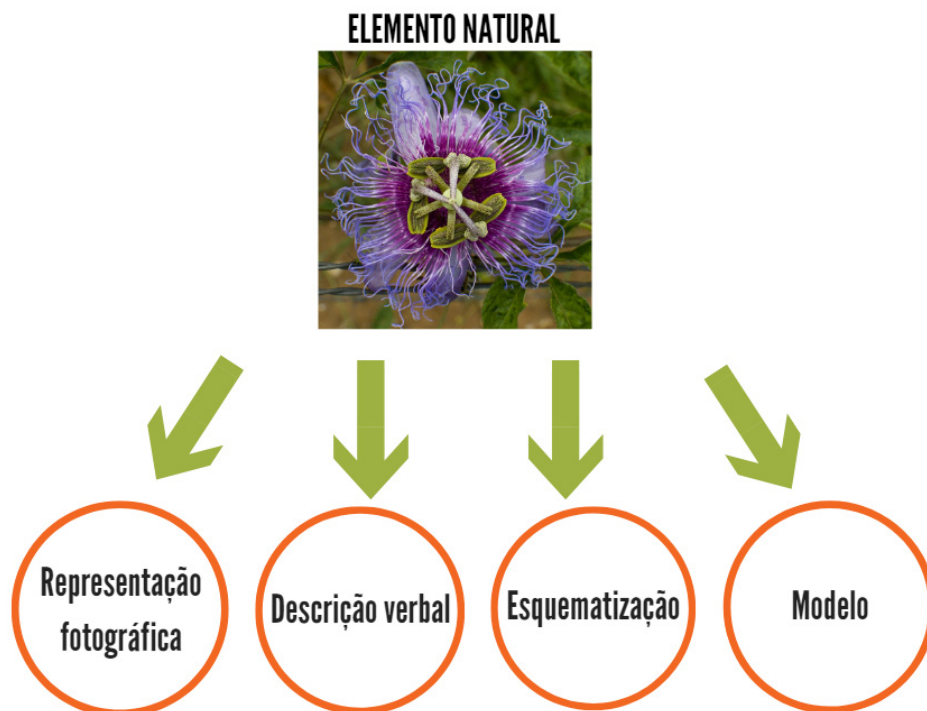 ELEMENTO NATURAL
Representação
fotográfica
Descrição verbal
Esquematização
Modelo